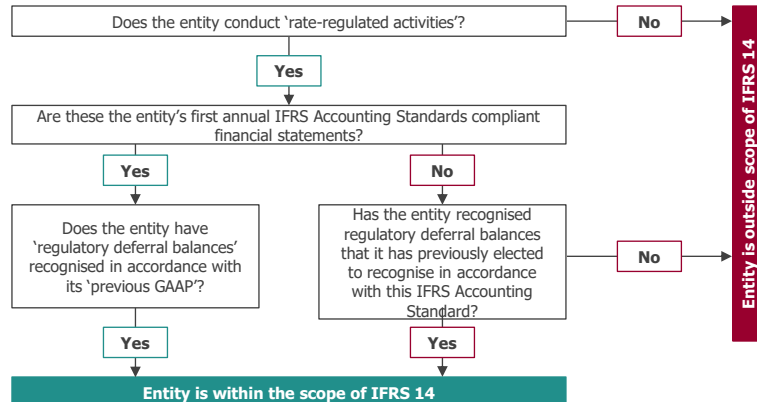 Does the entity conduct ‘rate-regulated activities’?
No
Yes
Are these the entity’s first annual IFRS Accounting Standards compliant
financial statements?
Yes
No
Does the entity have
‘regulatory deferral balances’
recognised in accordance with
its ‘previous GAAP’?
Has the entity recognised
regulatory deferral balances
that it has previously elected
to recognise in accordance
with this IFRS Accounting
Standard?
No
Yes
Yes
Entity is within the scope of IFRS 14
Entity is outside scope of IFRS 14